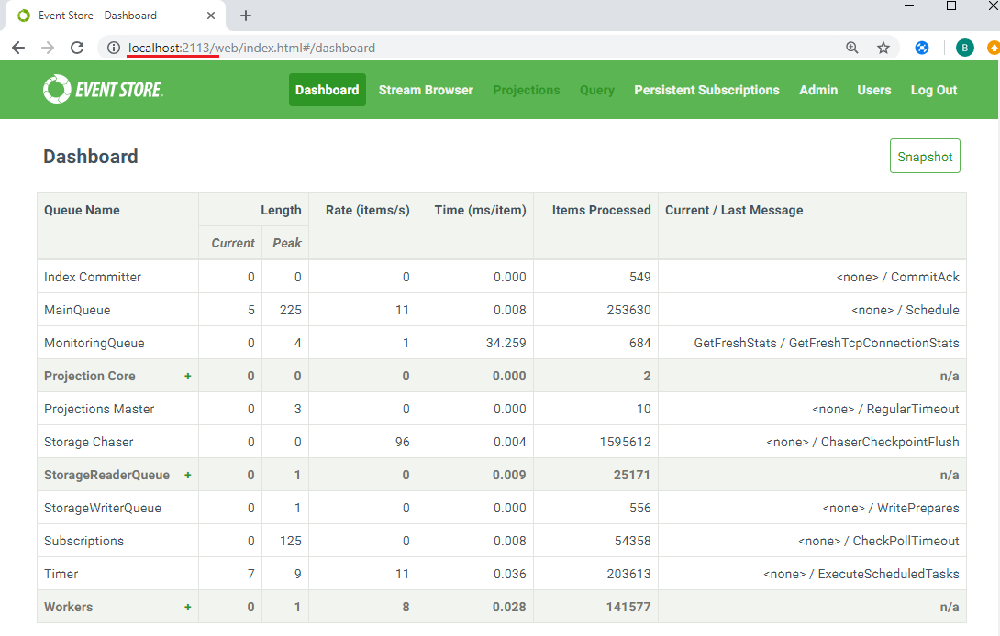 Event Store - Dashboard
localhost:2113/web/index.html#/dashboard
B
EVENT STORE
Dashboard Stream Browser Projections Query Persistent Subscriptions Admin Users Log Out
Dashboard
Snapshot
Queue Name Length Rate (items/s) Time (ms/item) Items Processed Current / Last Message
Current Peak
Index Committer 0 0 0 0.000 549 <none> / CommitAck
MainQueue 5 225 11 0.008 253630 <none> / Schedule
MonitoringQueue 0 4 1 34.259 684 GetFreshStats / GetFreshTcpConnectionStats
Projection Core + 0 0 0 0.000 2 n/a
Projections Master 0 3 0 0.000 10 <none> / RegularTimeout
Storage Chaser 0 0 96 0.004 1595612 <none> / ChaserCheckpointFlush
StorageReaderQueue + 0 1 0 0.009 25171 n/a
StorageWriterQueue 0 1 0 0.000 556 <none> / WritePrepares
Subscriptions 0 125 0 0.008 54358 <none> / CheckPollTimeout
Timer 7 9 11 0.036 203613 <none> / ExecuteScheduledTasks
Workers + 0 1 8 0.028 141577 n/a